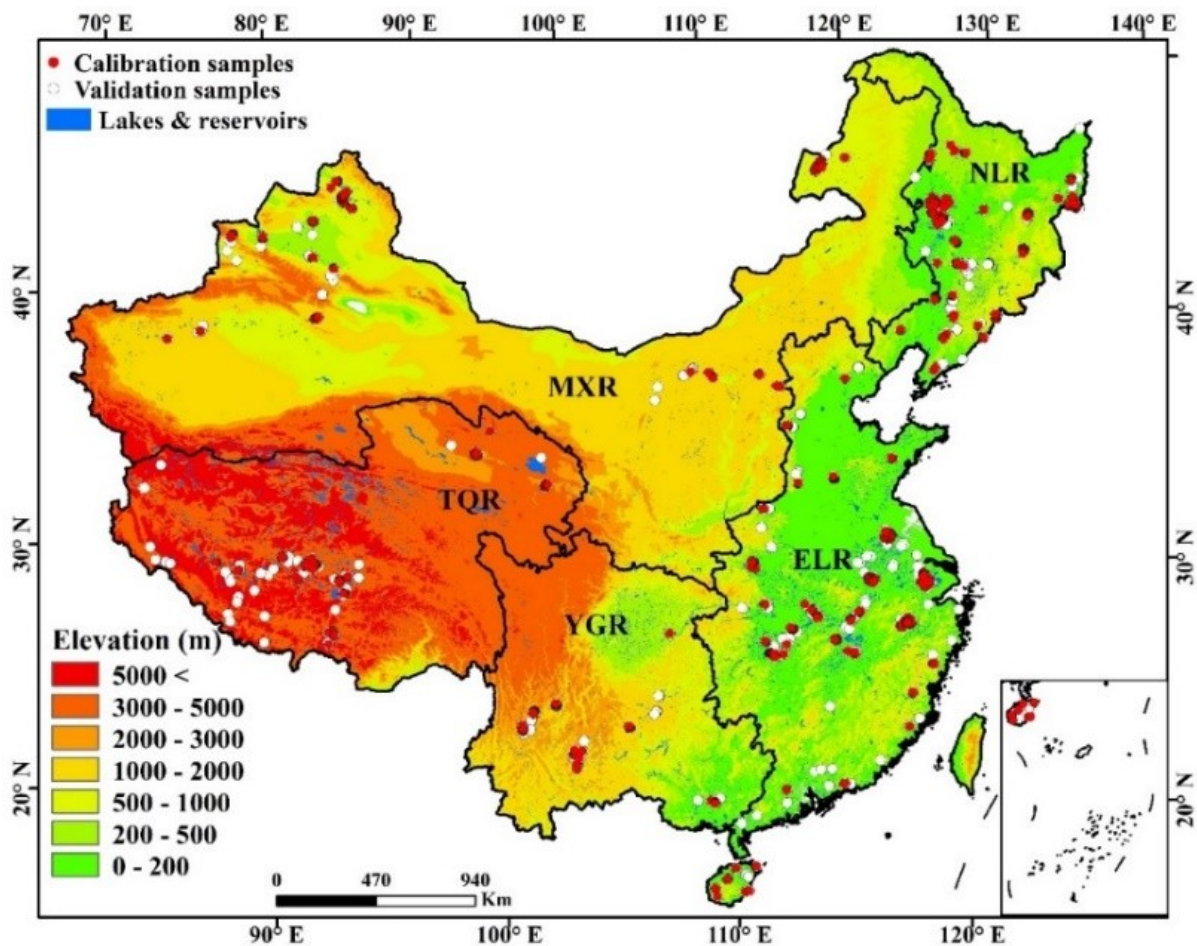 70° E 80° E 90° E 100° E 110° E 120° E 130° E 140° E
Calibration samples
Validation samples
Lakes & reservoirs
NLR
40° N
40° N
MXR
TQR
30° N
30° N
ELR
YGR
Elevation (m)
5000 <
3000 - 5000
2000 - 3000
1000 - 2000
500 - 1000
200 - 500
0 - 200
20° N
20° N
0 470 940
Km
90° E 100° E 110° E 120° E